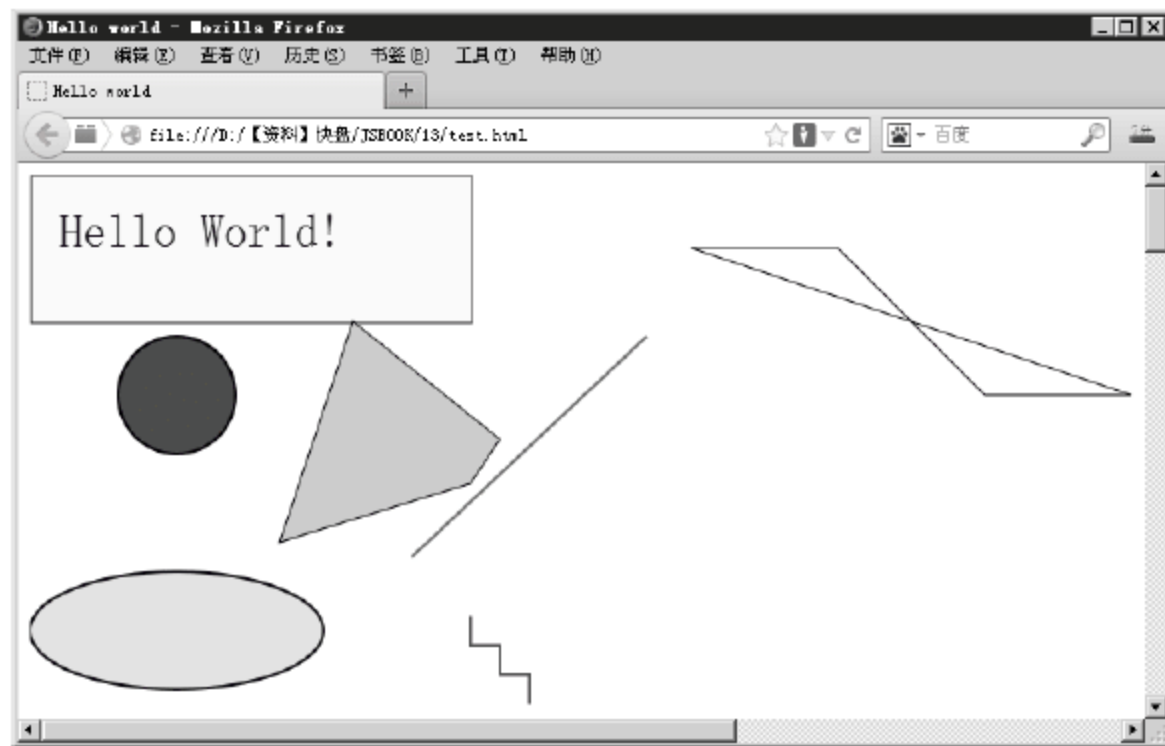 Hello world - Mozilla Firefox
文件(F) 编辑(E) 查看(V) 历史(S) 书签(B) 工具(T) 帮助(H)
Hello world +
file:///D:/【资料】快盘/JSBOOK/13/test.html 百度
Hello World!